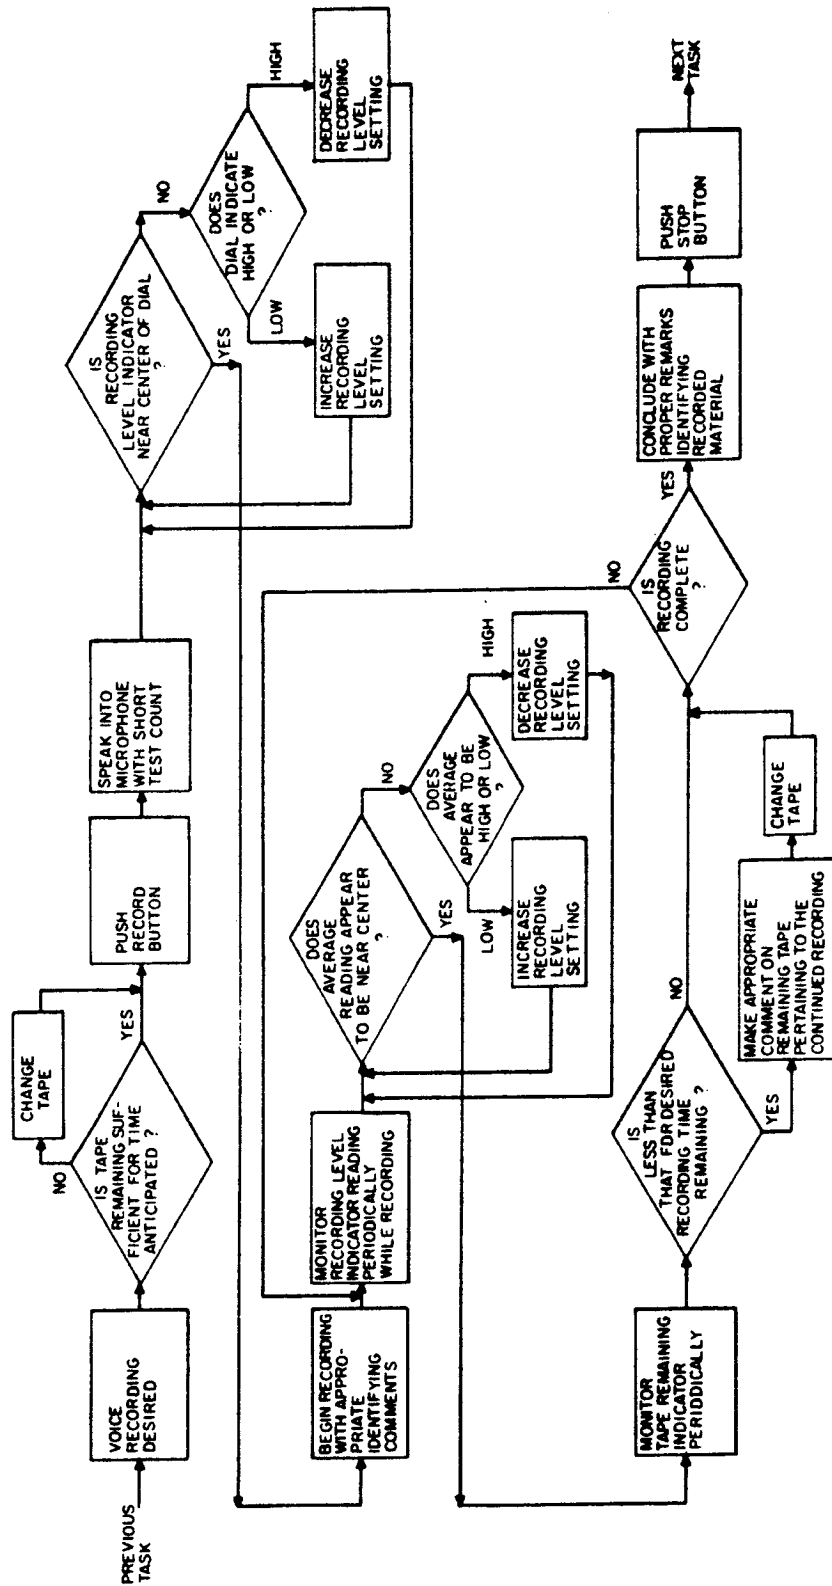 PREVIOUS
TASK
VOICE
RECORDING
DESIRED
IS TAPE
REMAINING SUF-
FICIENT FOR TIME
ANTICIPATED ?
NO
CHANGE
TAPE
YES
PUSH
RECORD
BUTTON
SPEAK INTO
MICROPHONE
WITH SHORT
TEST COUNT
IS
RECORDING
LEVEL INDICATOR
NEAR CENTER OF DIAL
?
NO
YES
DOES
DIAL INDICATE
HIGH OR LOW
?
HIGH
LOW
INCREASE
RECORDING
LEVEL
SETTING
DECREASE
RECORDING
LEVEL
SETTING
BEGIN RECORDING
WITH APPRO-
PRIATE
IDENTIFYING
COMMENTS
MONITOR
RECORDING LEVEL
INDICATOR READING
PERIODICALLY
WHILE RECORDING
DOES
AVERAGE
READING APPEAR
TO BE NEAR CENTER
?
NO
YES
DOES
AVERAGE
APPEAR TO BE
HIGH OR LOW
?
HIGH
LOW
INCREASE
RECORDING
LEVEL
SETTING
DECREASE
RECORDING
LEVEL
SETTING
MONITOR
TAPE REMAINING
INDICATOR
PERIODICALLY
IS
LESS THAN
THAT FOR DESIRED
RECORDING TIME
REMAINING ?
NO
YES
MAKE APPROPRIATE
COMMENT ON
REMAINING TAPE
PERTAINING TO THE
CONTINUED RECORDING
CHANGE
TAPE
IS
RECORDING
COMPLETE
?
NO
YES
CONCLUDE WITH
PROPER REMARKS
IDENTIFYING
RECORDED
MATERIAL
PUSH
STOP
BUTTON
NEXT
TASK